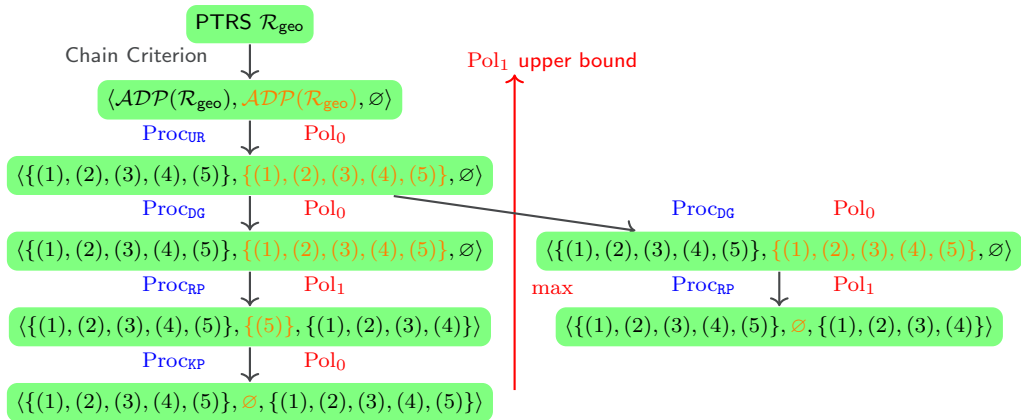 PTRS R_geo
Chain Criterion
Pol₁ upper bound
⟨ADP(R_geo), ADP(R_geo), ∅⟩
Proc_UR Pol₀
⟨{(1), (2), (3), (4), (5)}, {(1), (2), (3), (4), (5)}, ∅⟩
Proc_DG Pol₀
Proc_DG Pol₀
⟨{(1), (2), (3), (4), (5)}, {(1), (2), (3), (4), (5)}, ∅⟩
⟨{(1), (2), (3), (4), (5)}, {(1), (2), (3), (4), (5)}, ∅⟩
Proc_RP Pol₁
max
Proc_RP Pol₁
⟨{(1), (2), (3), (4), (5)}, {(5)}, {(1), (2), (3), (4)}⟩
⟨{(1), (2), (3), (4), (5)}, ∅, {(1), (2), (3), (4)}⟩
Proc_KP Pol₀
⟨{(1), (2), (3), (4), (5)}, ∅, {(1), (2), (3), (4), (5)}⟩